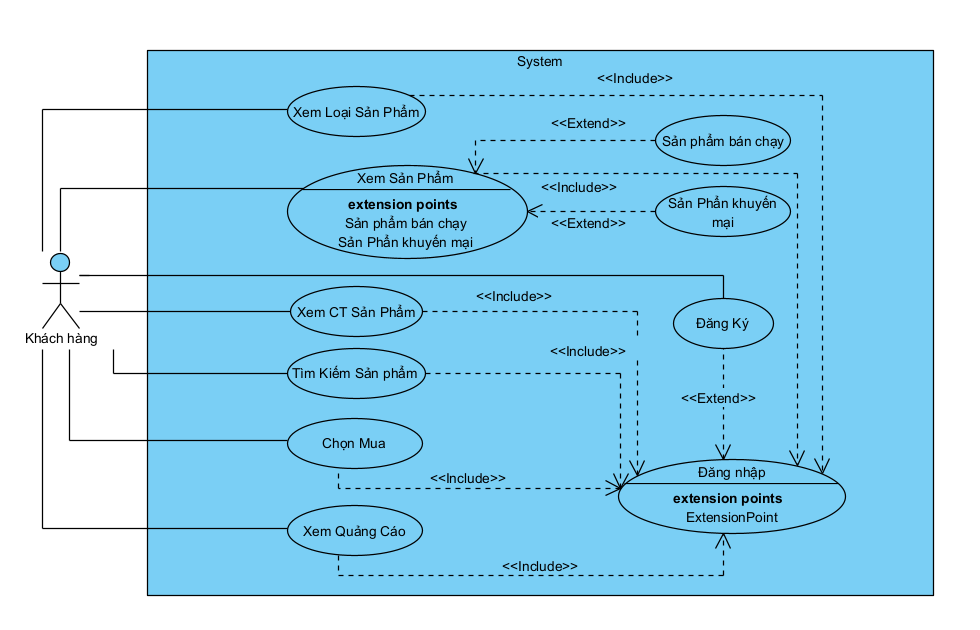 System
<<Include>>
Xem Loại Sản Phẩm
<<Extend>>
Sản phẩm bán chạy
Xem Sản Phẩm
<<Include>>
extension points
Sản phẩm bán chạy
Sản Phẩn khuyến mại
Sản Phẩn khuyến
mại
<<Extend>>
Khách hàng
<<Include>>
Xem CT Sản Phẩm
Đăng Ký
<<Include>>
Tìm Kiếm Sản phẩm
<<Extend>>
Chọn Mua
<<Include>>
Đăng nhập
extension points
ExtensionPoint
Xem Quảng Cáo
<<Include>>